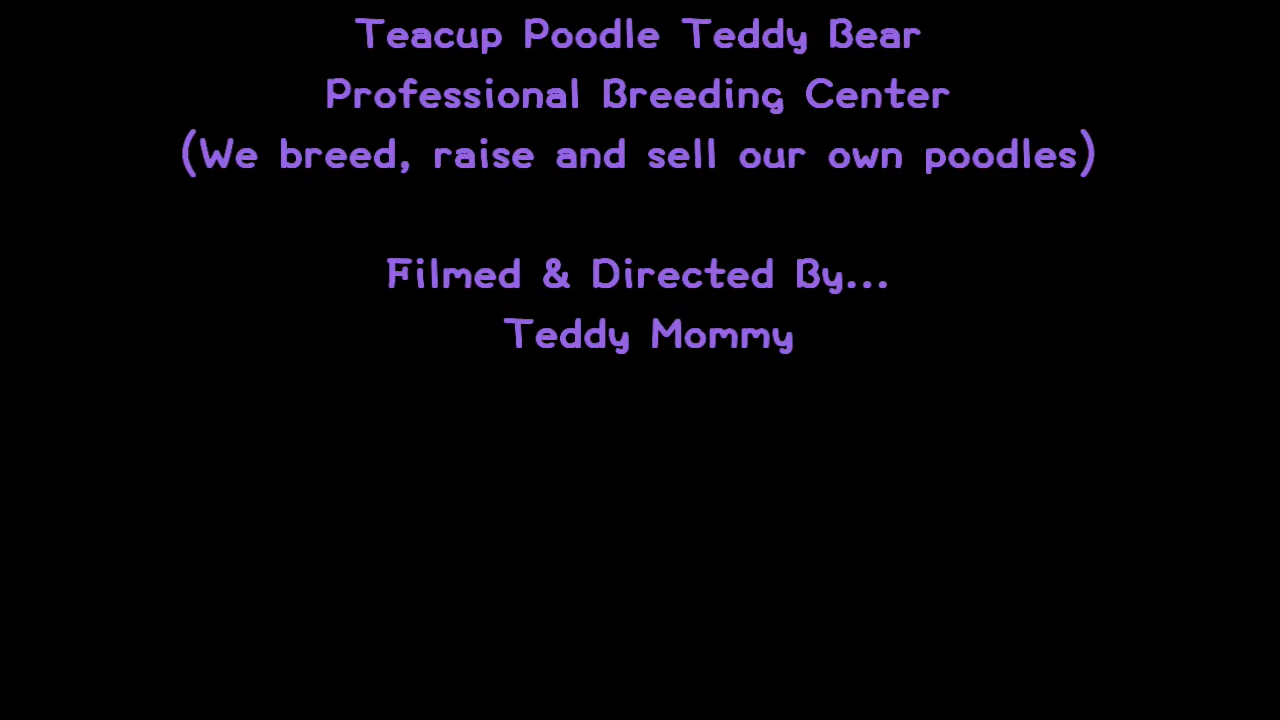 Teacup Poodle Teddy Bear
Professional Breeding Center
(We breed, raise and sell our own poodles)
Filmed & Directed By...
Teddy Mommy